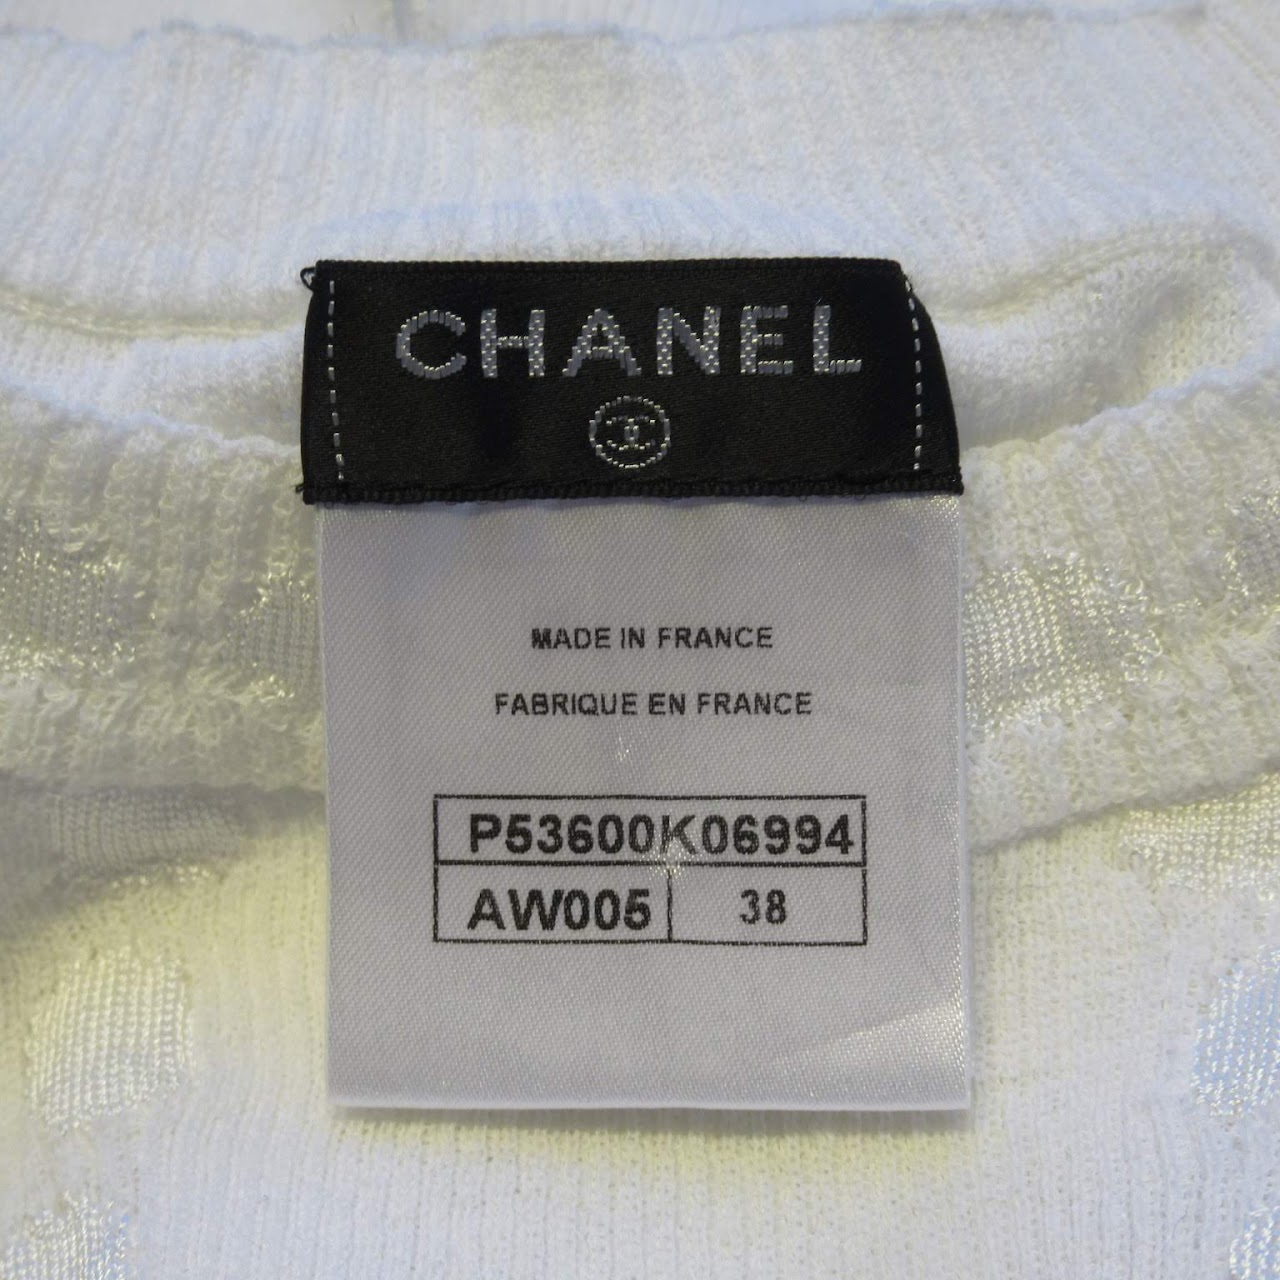 CHANEL
MADE IN FRANCE
FABRIQUE EN FRANCE
P53600K06994
AW005 38